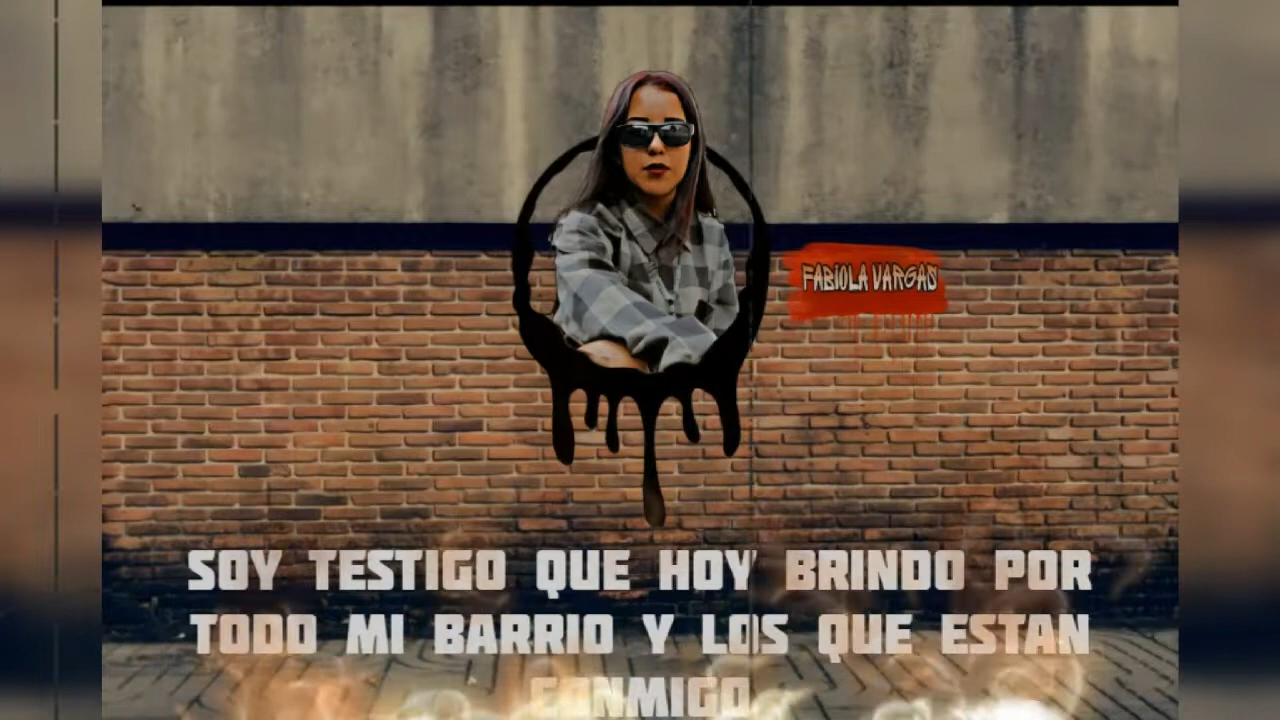 FABIOLA VARGAS
SOY TESTIGO QUE HOY BRINDO POR
TODO MI BARRIO Y LOS QUE ESTAN
CONMIGO